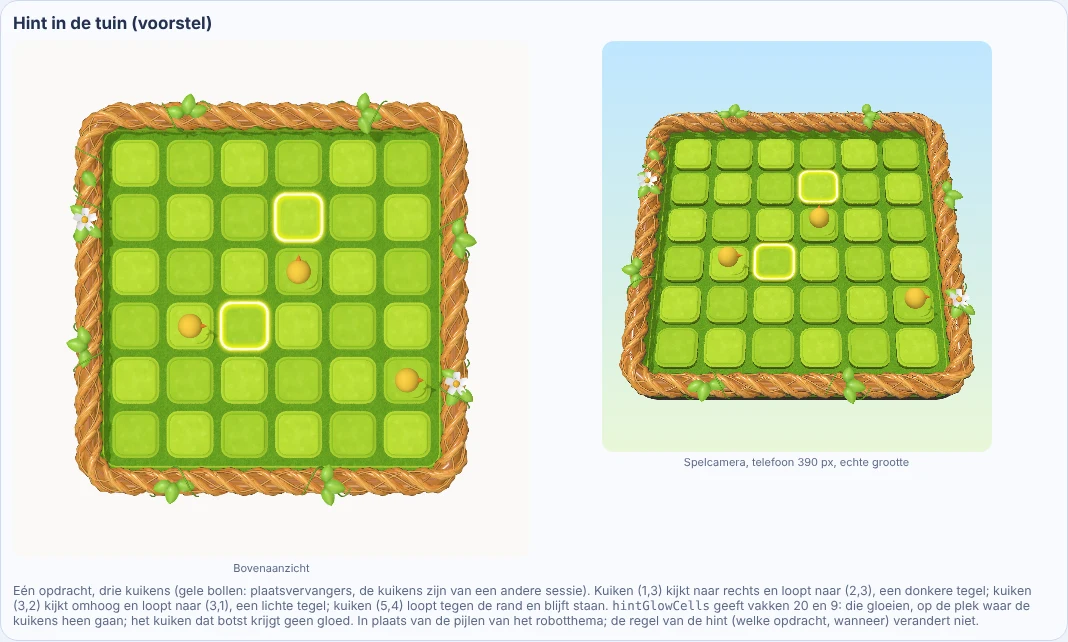 Hint in de tuin (voorstel)
Spelcamera, telefoon 390 px, echte grootte
Bovenaanzicht
Eén opdracht, drie kuikens (gele bollen: plaatsvervangers, de kuikens zijn van een andere sessie). Kuiken (1,3) kijkt naar rechts en loopt naar (2,3), een donkere tegel; kuiken
(3,2) kijkt omhoog en loopt naar (3,1), een lichte tegel; kuiken (5,4) loopt tegen de rand en blijft staan. hintGlowCells geeft vakken 20 en 9: die gloeien, op de plek waar de
kuikens heen gaan; het kuiken dat botst krijgt geen gloed. In plaats van de pijlen van het robotthema; de regel van de hint (welke opdracht, wanneer) verandert niet.